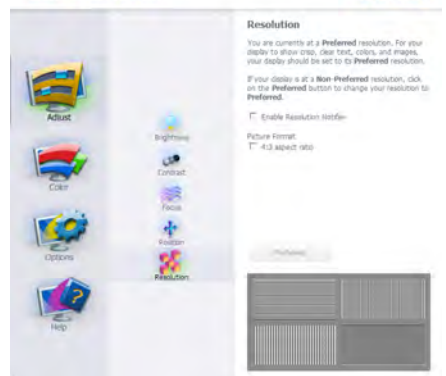 Resolution
You are currently at a Preferred resolution. For your
display to show crisp, clear text, colors, and images,
your display should be set to its Preferred resolution.
If your display is at a Non-Preferred resolution, click
on the Preferred button to change your resolution to
Preferred.
Enable Resolution Notifier
Picture Format
4:3 aspect ratio
Preferred
Adjust
Color
Options
Help
Brightness
Contrast
Focus
Position
Resolution